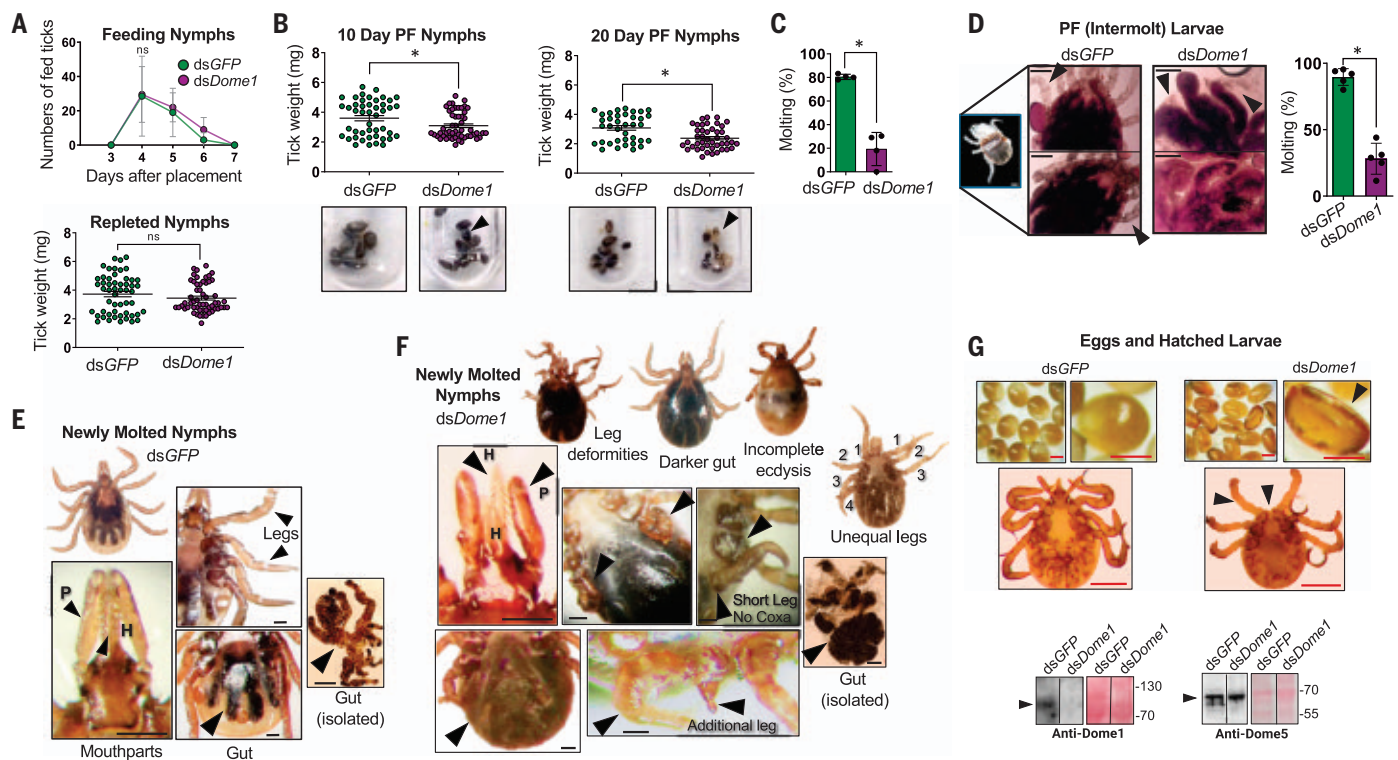 A
Feeding Nymphs
Numbers of fed ticks
60
40
20
0
ns
dsGFP
dsDome1
3 4 5 6 7
Days after placement
Repleted Nymphs
Tick weight (mg)
8
6
4
2
0
ns
dsGFP dsDome1
B
10 Day PF Nymphs
Tick weight (mg)
8
6
4
2
0
*
dsGFP dsDome1
20 Day PF Nymphs
Tick weight (mg)
8
6
4
2
0
*
dsGFP dsDome1
C
Molting (%)
100
80
60
40
20
0
*
dsGFP
dsDome1
D
PF (Intermolt) Larvae
dsGFP dsDome1
Molting (%)
100
50
0
*
dsGFP
dsDome1
E
Newly Molted Nymphs
dsGFP
Legs
P
H
Mouthparts
Gut
Gut
(isolated)
F
Newly Molted
Nymphs
dsDome1
Leg
deformities
Darker gut
Incomplete
ecdysis
1 1
2 2
3 3
4
Unequal legs
H
P
H
Short Leg
No Coxa
Additional leg
Gut
(isolated)
G
Eggs and Hatched Larvae
dsGFP dsDome1
dsGFP dsDome1 dsGFP dsDome1
-130
-70
Anti-Dome1
dsGFP dsDome1 dsGFP dsDome1
-70
-55
Anti-Dome5